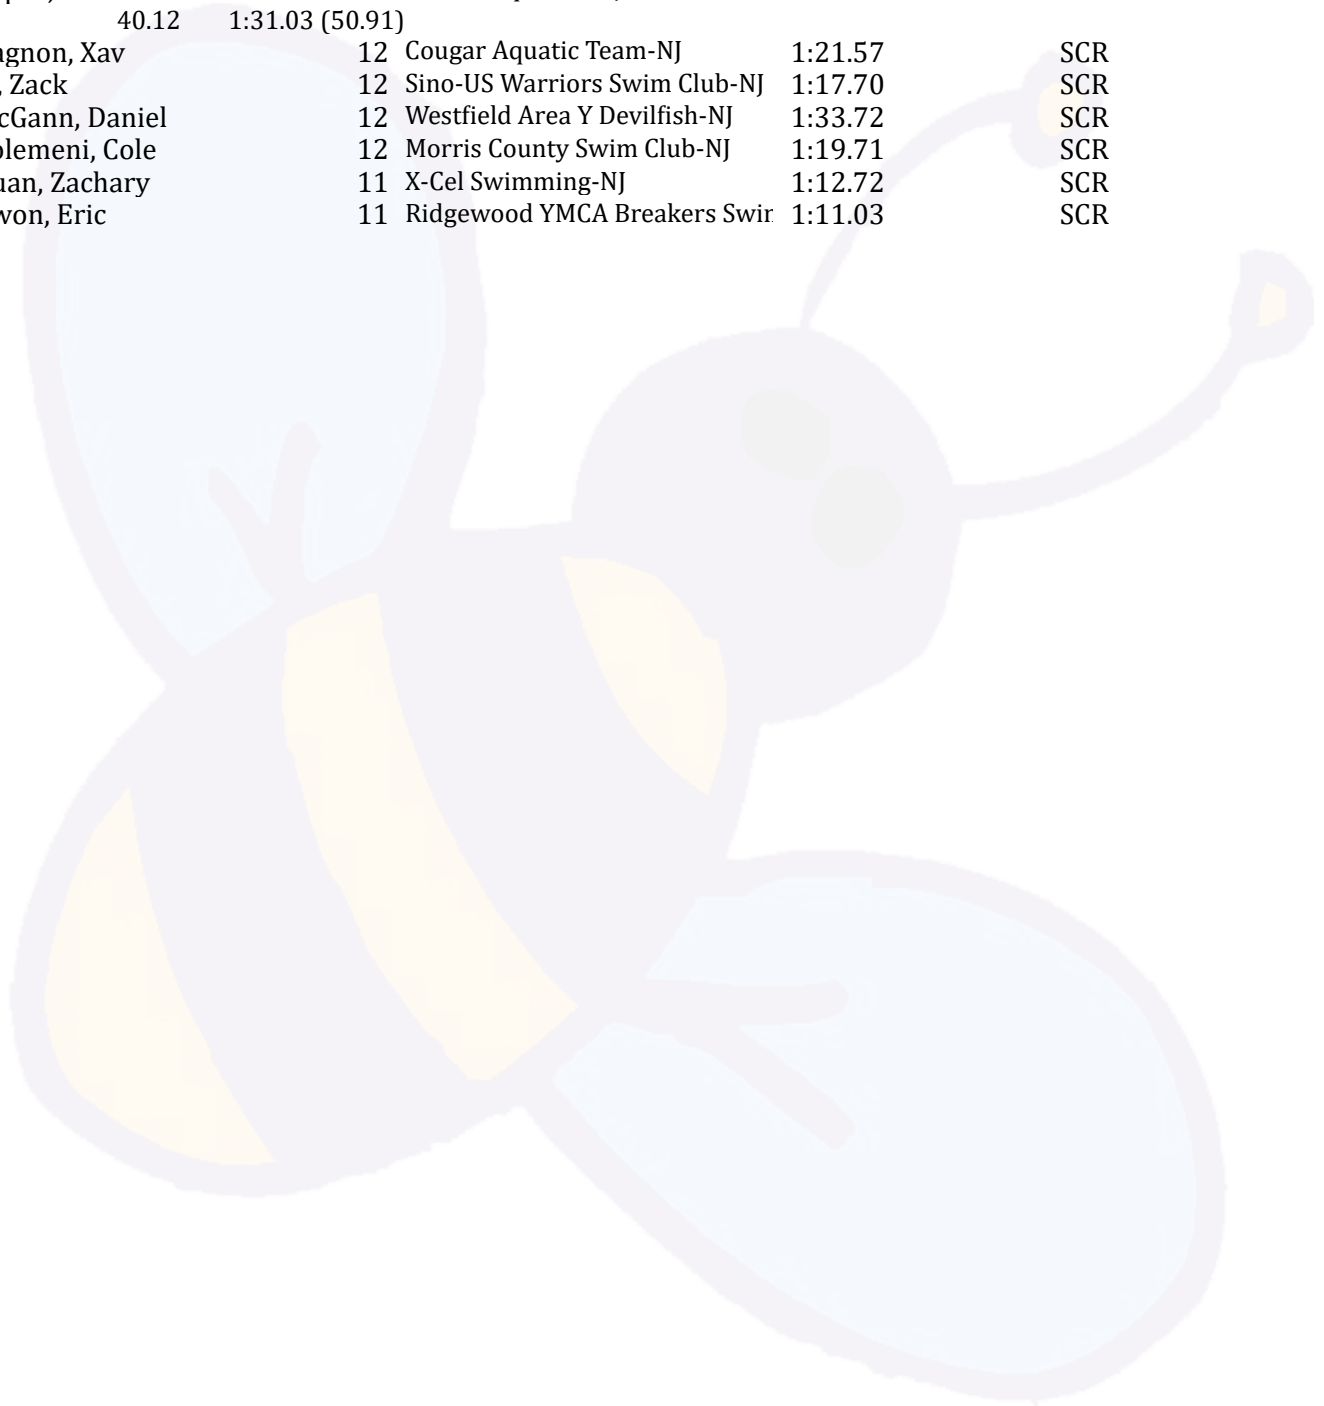 40.12 1:31.03 (50.91)
agnon, Xav 12 Cougar Aquatic Team-NJ 1:21.57 SCR
, Zack 12 Sino-US Warriors Swim Club-NJ 1:17.70 SCR
cGann, Daniel 12 Westfield Area Y Devilfish-NJ 1:33.72 SCR
olemeni, Cole 12 Morris County Swim Club-NJ 1:19.71 SCR
uan, Zachary 11 X-Cel Swimming-NJ 1:12.72 SCR
won, Eric 11 Ridgewood YMCA Breakers Swin 1:11.03 SCR